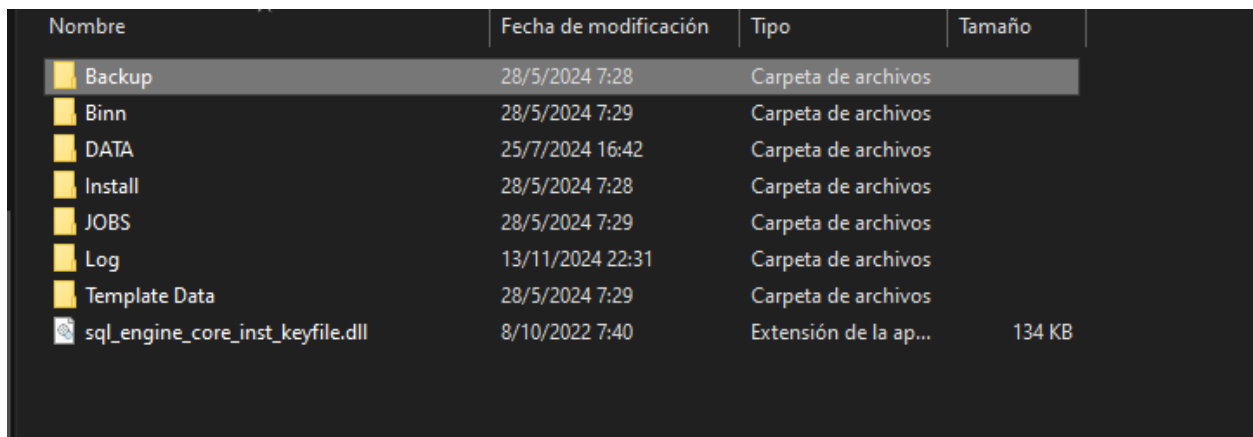 Nombre Fecha de modificación Tipo Tamaño
Backup 28/5/2024 7:28 Carpeta de archivos
Binn 28/5/2024 7:29 Carpeta de archivos
DATA 25/7/2024 16:42 Carpeta de archivos
Install 28/5/2024 7:28 Carpeta de archivos
JOBS 28/5/2024 7:29 Carpeta de archivos
Log 13/11/2024 22:31 Carpeta de archivos
Template Data 28/5/2024 7:29 Carpeta de archivos
sql_engine_core_inst_keyfile.dll 8/10/2022 7:40 Extensión de la ap... 134 KB